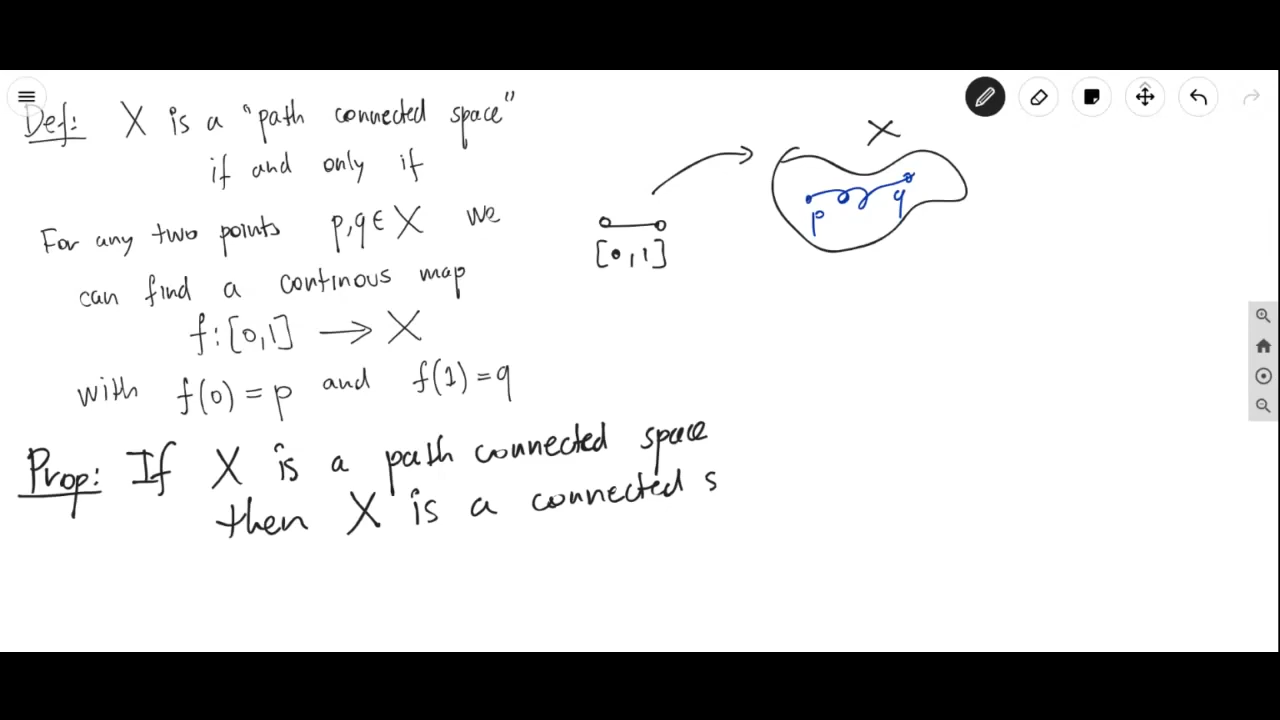 Def: X is a "path connected space"
if and only if
For any two points p,q ∈ X we
can find a continous map
f: [0,1] → X
with f(0) = p and f(1) = q
Prop: If X is a path connected space
then X is a connected s
X
p q
[0,1]